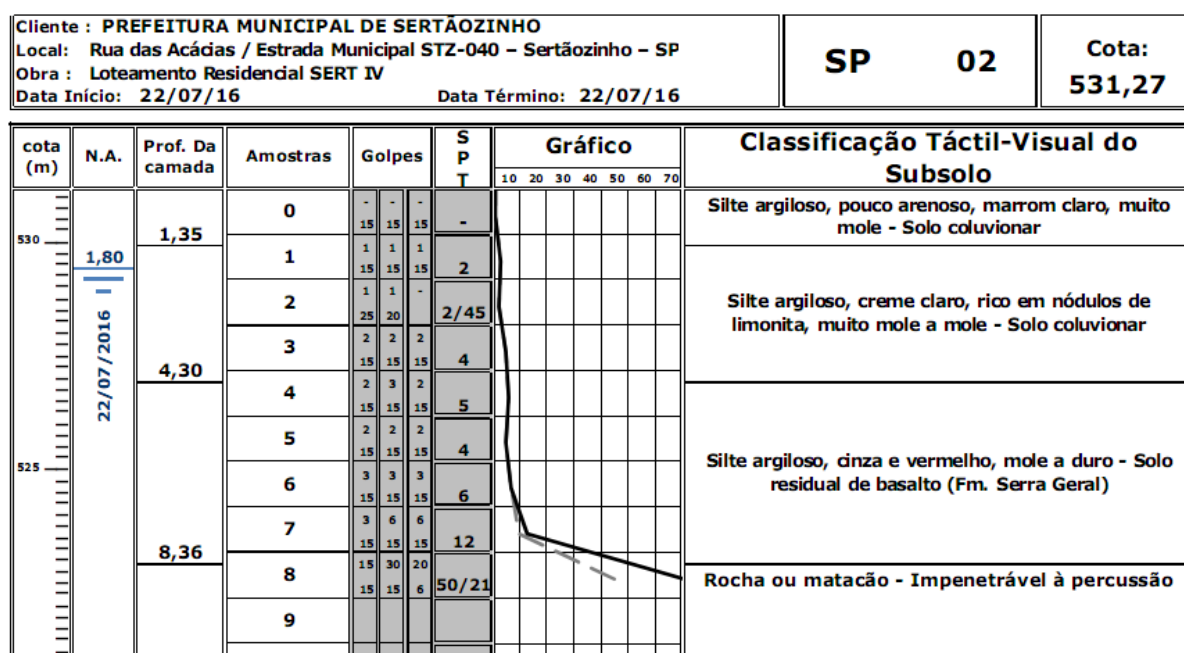 Cliente : PREFEITURA MUNICIPAL DE SERTÃOZINHO
Local: Rua das Acácias / Estrada Municipal STZ-040 – Sertãozinho – SP
Obra : Loteamento Residencial SERT IV
Data Início: 22/07/16 Data Término: 22/07/16
SP 02
Cota:
531,27
cota (m) N.A. Prof. Da camada Amostras Golpes SPT Gráfico Classificação Táctil-Visual do Subsolo
10 20 30 40 50 60 70
0 - - - -
15 15 15
Silte argiloso, pouco arenoso, marrom claro, muito
mole - Solo coluvionar
530
1,35
1,80
22/07/2016
1 1 1 1
15 15 15 2
2 1 1 -
25 20 2/45
Silte argiloso, creme claro, rico em nódulos de
limonita, muito mole a mole - Solo coluvionar
3 2 2 2
15 15 15 4
4,30
4 2 3 2
15 15 15 5
5 2 2 2
15 15 15 4
525
6 3 3 3
15 15 15 6
Silte argiloso, cinza e vermelho, mole a duro - Solo
residual de basalto (Fm. Serra Geral)
7 3 6 6
15 15 15 12
8,36
8 15 30 20
15 15 6 50/21
Rocha ou matacão - Impenetrável à percussão
9